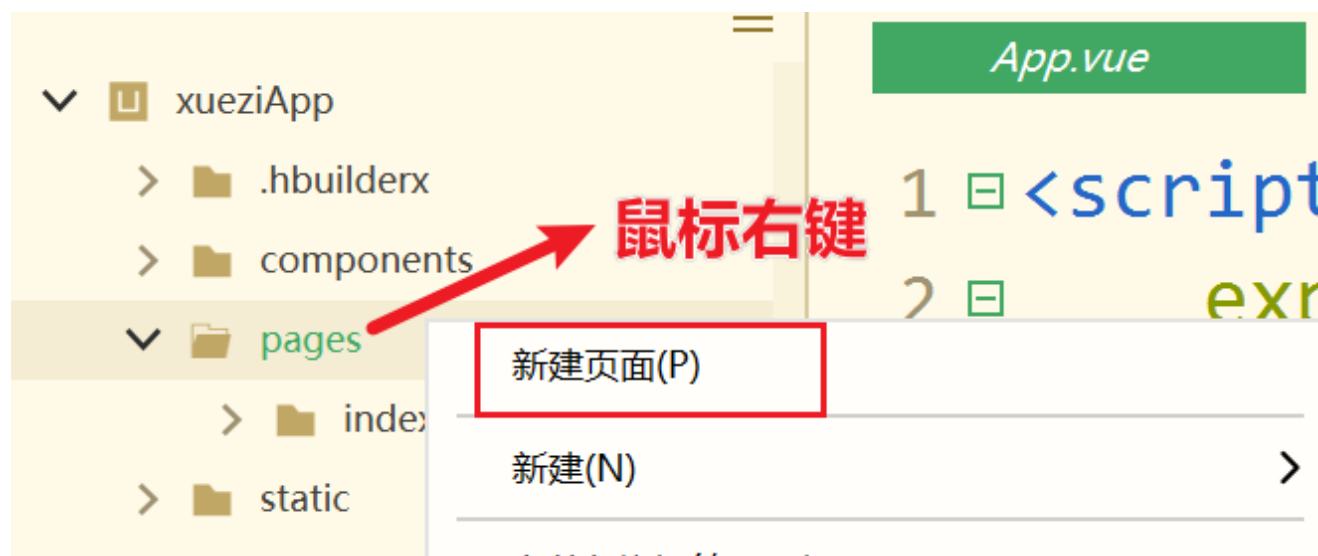 App.vue
xueziApp
.hbuilderx
鼠标右键
1 <script
components
2
pages
新建页面(P)
index
新建(N)
static